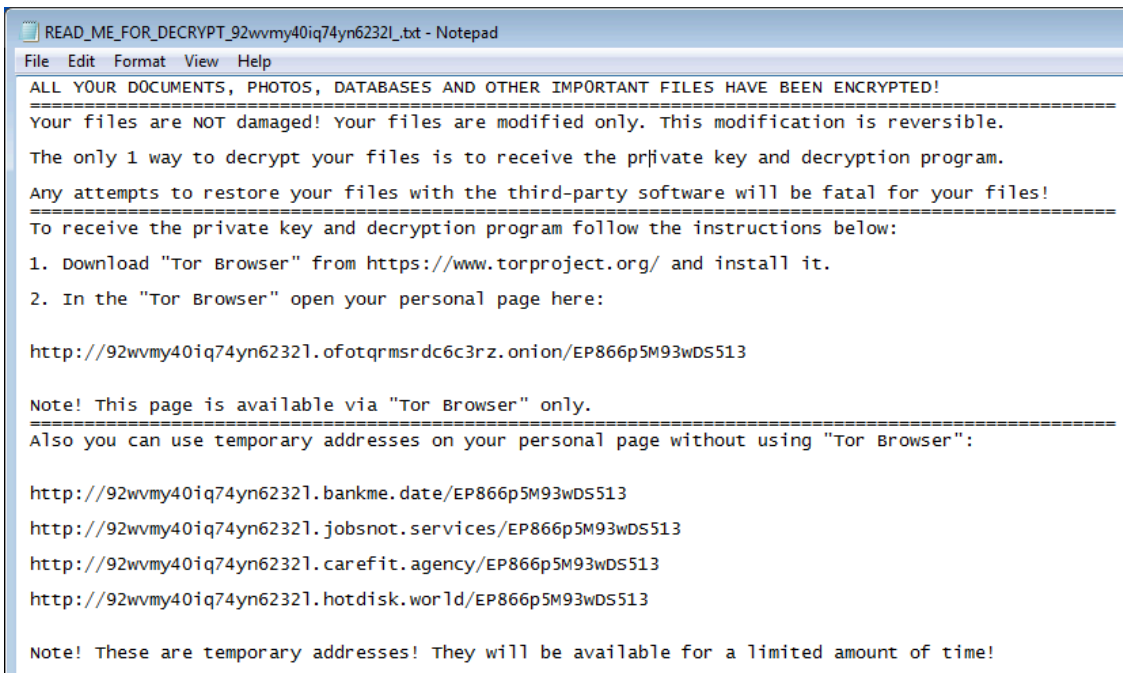 READ_ME_FOR_DECRYPT_92wvmy40iq74yn6232l_.txt - Notepad
File Edit Format View Help
ALL YOUR DOCUMENTS, PHOTOS, DATABASES AND OTHER IMPORTANT FILES HAVE BEEN ENCRYPTED!
====================================================================================================
Your files are NOT damaged! Your files are modified only. This modification is reversible.
The only 1 way to decrypt your files is to receive the private key and decryption program.
Any attempts to restore your files with the third-party software will be fatal for your files!
====================================================================================================
To receive the private key and decryption program follow the instructions below:
1. Download "Tor Browser" from https://www.torproject.org/ and install it.
2. In the "Tor Browser" open your personal page here:
http://92wvmy40iq74yn6232l.ofotqrmsrdc6c3rz.onion/EP866p5M93wDS513
Note! This page is available via "Tor Browser" only.
====================================================================================================
Also you can use temporary addresses on your personal page without using "Tor Browser":
http://92wvmy40iq74yn6232l.bankme.date/EP866p5M93wDS513
http://92wvmy40iq74yn6232l.jobsnot.services/EP866p5M93wDS513
http://92wvmy40iq74yn6232l.carefit.agency/EP866p5M93wDS513
http://92wvmy40iq74yn6232l.hotdisk.world/EP866p5M93wDS513
Note! These are temporary addresses! They will be available for a limited amount of time!